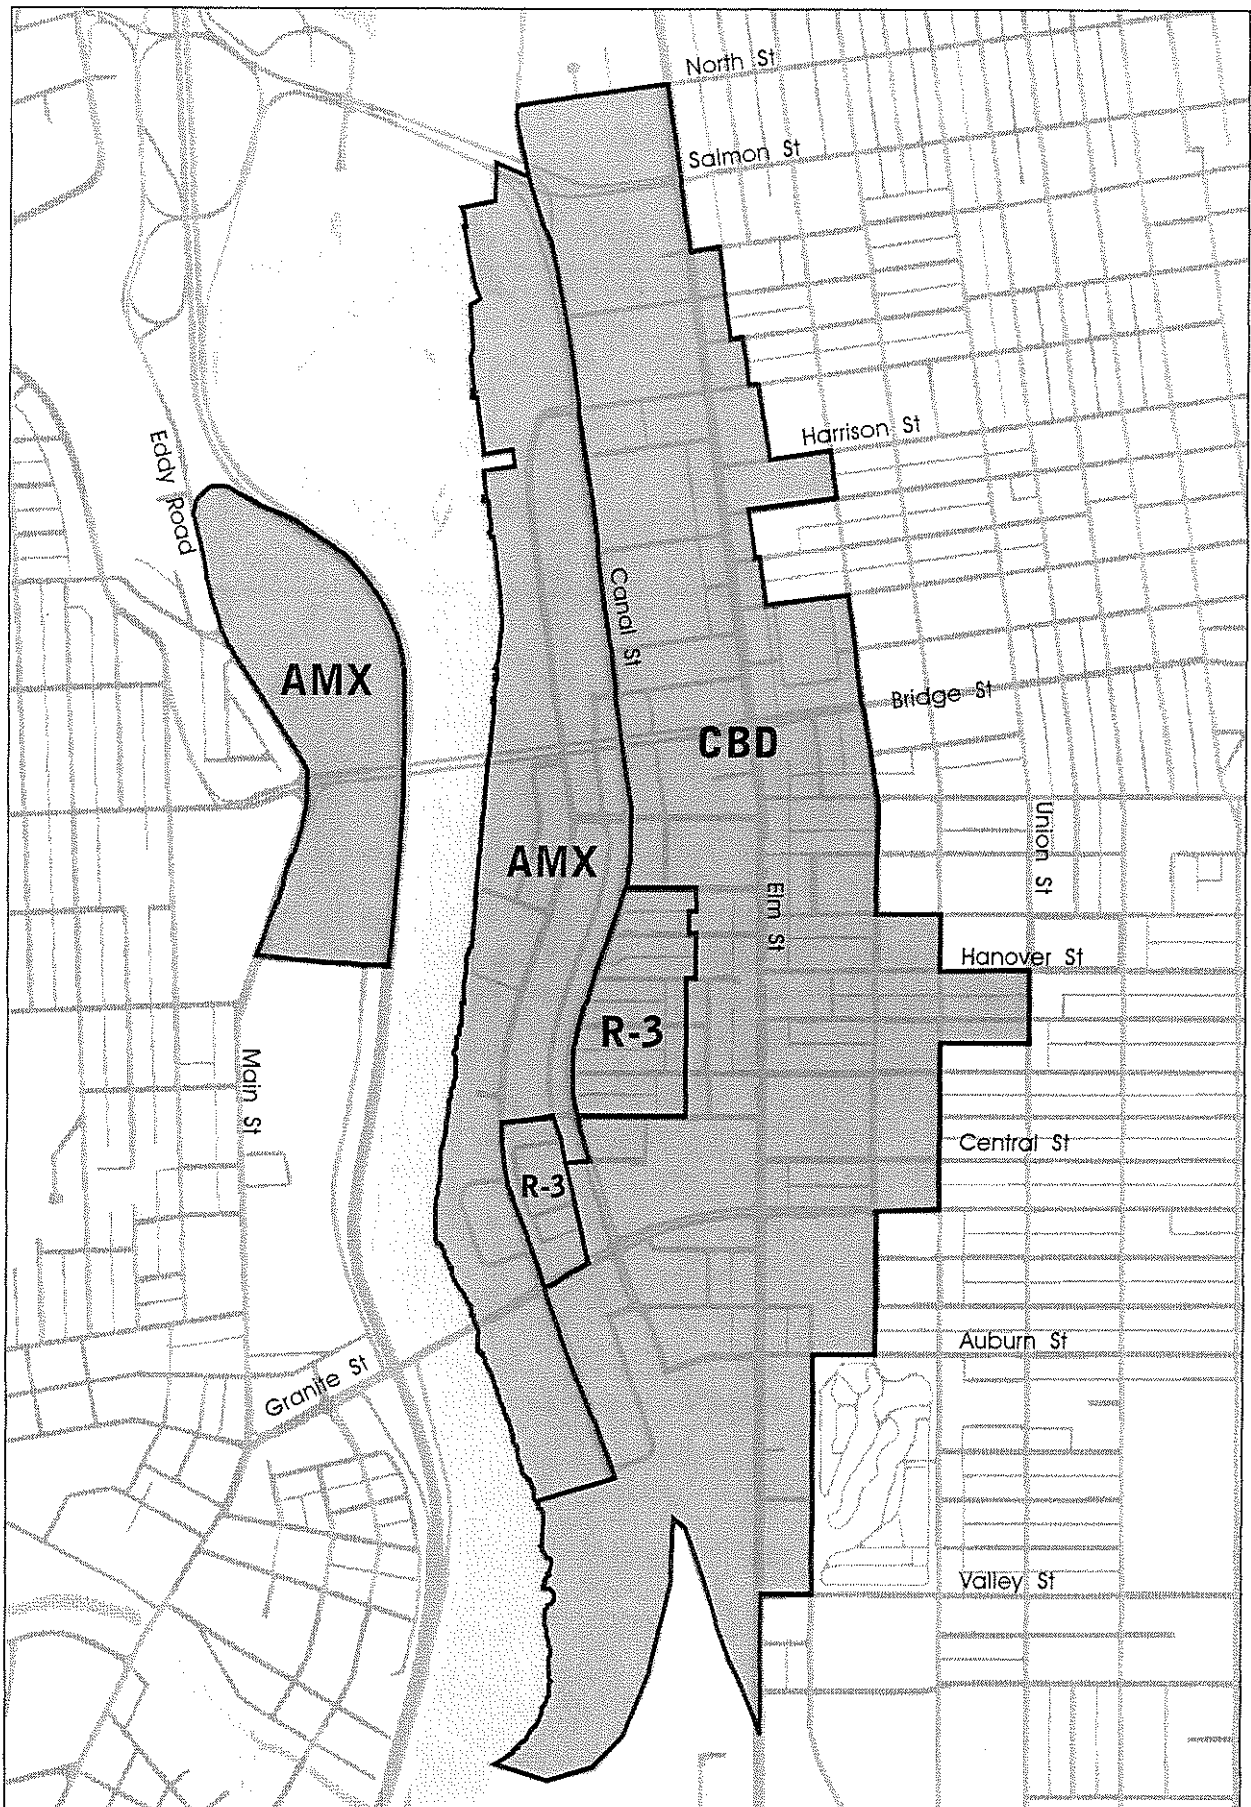 North St
Salmon St
Harrison St
Eddy Road
Canal St
AMX
Bridge St
CBD
Union St
AMX
Elm St
Hanover St
R-3
Main St
Central St
R-3
Auburn St
Granite St
Valley St